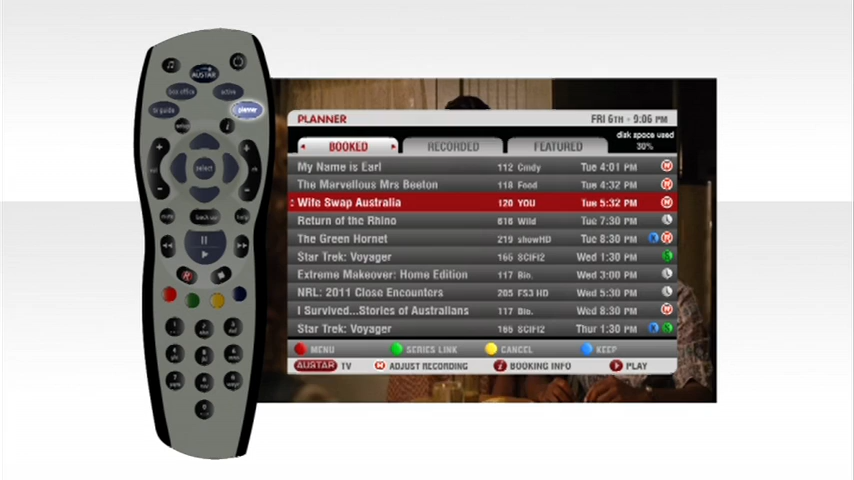 AUSTAR
box office
active
tv guide
planner
setup
i
+
+
vol
ch
select
-
-
mute
back up
help
PLANNER
FRI 6TH - 9:06 PM
BOOKED
RECORDED
FEATURED
disk space used
30%
My Name is Earl 112 Cmdy Tue 4:01 PM
The Marvellous Mrs Beeton 118 Food Tue 4:32 PM
Wife Swap Australia 120 YOU Tue 5:32 PM
Return of the Rhino 616 Wild Tue 7:30 PM
The Green Hornet 219 showHD Tue 8:30 PM
Star Trek: Voyager 165 SCIFI2 Wed 1:30 PM
Extreme Makeover: Home Edition 117 Bio. Wed 3:00 PM
NRL: 2011 Close Encounters 205 FS3 HD Wed 5:30 PM
I Survived...Stories of Australians 117 Bio. Wed 8:30 PM
Star Trek: Voyager 165 SCIFI2 Thur 1:30 PM
MENU
SERIES LINK
CANCEL
KEEP
AUSTAR TV
ADJUST RECORDING
i BOOKING INFO
PLAY